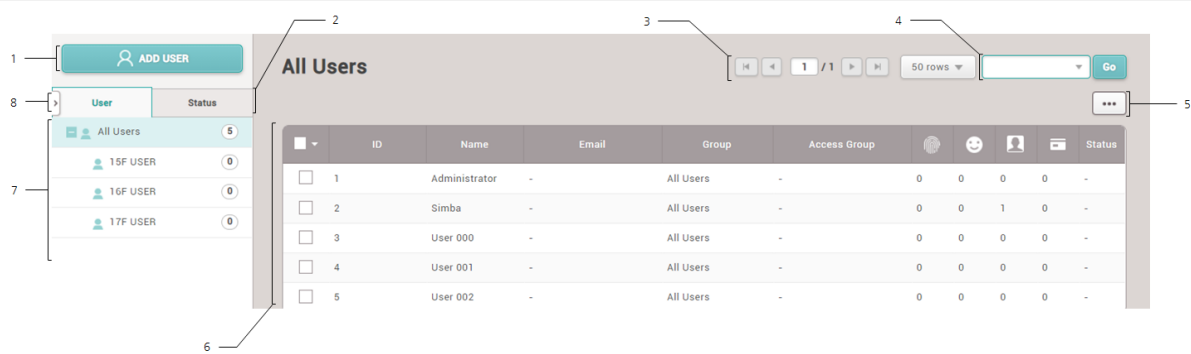 2
3
4
1
ADD USER
All Users
1 / 1
50 rows
Go
8
User
Status
•••
5
All Users 5
15F USER 0
16F USER 0
17F USER 0
7
ID Name Email Group Access Group Status
1 Administrator - All Users - 0 0 0 0 -
2 Simba - All Users - 0 0 1 0 -
3 User 000 - All Users - 0 0 0 0 -
4 User 001 - All Users - 0 0 0 0 -
5 User 002 - All Users - 0 0 0 0 -
6